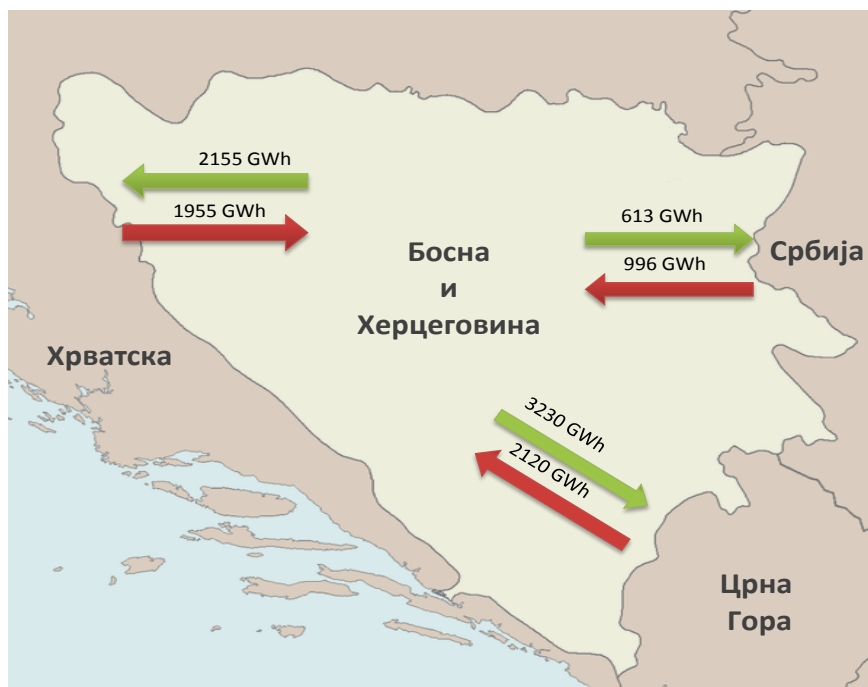 2155 GWh
1955 GWh
613 GWh
996 GWh
Србија
Босна
и
Херцеговина
Хрватска
3230 GWh
2120 GWh
Црна
Гора